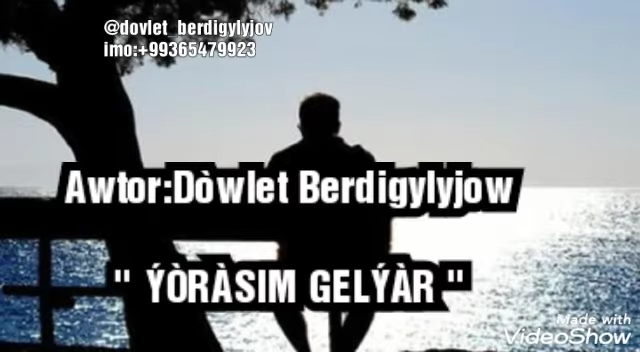 @dovlet_berdigylyjov
imo:+99365479923
Awtor:Dòwlet Berdigylyjow
" ÝÒRÀSIM GELÝÀR "
Made with
VideoShow